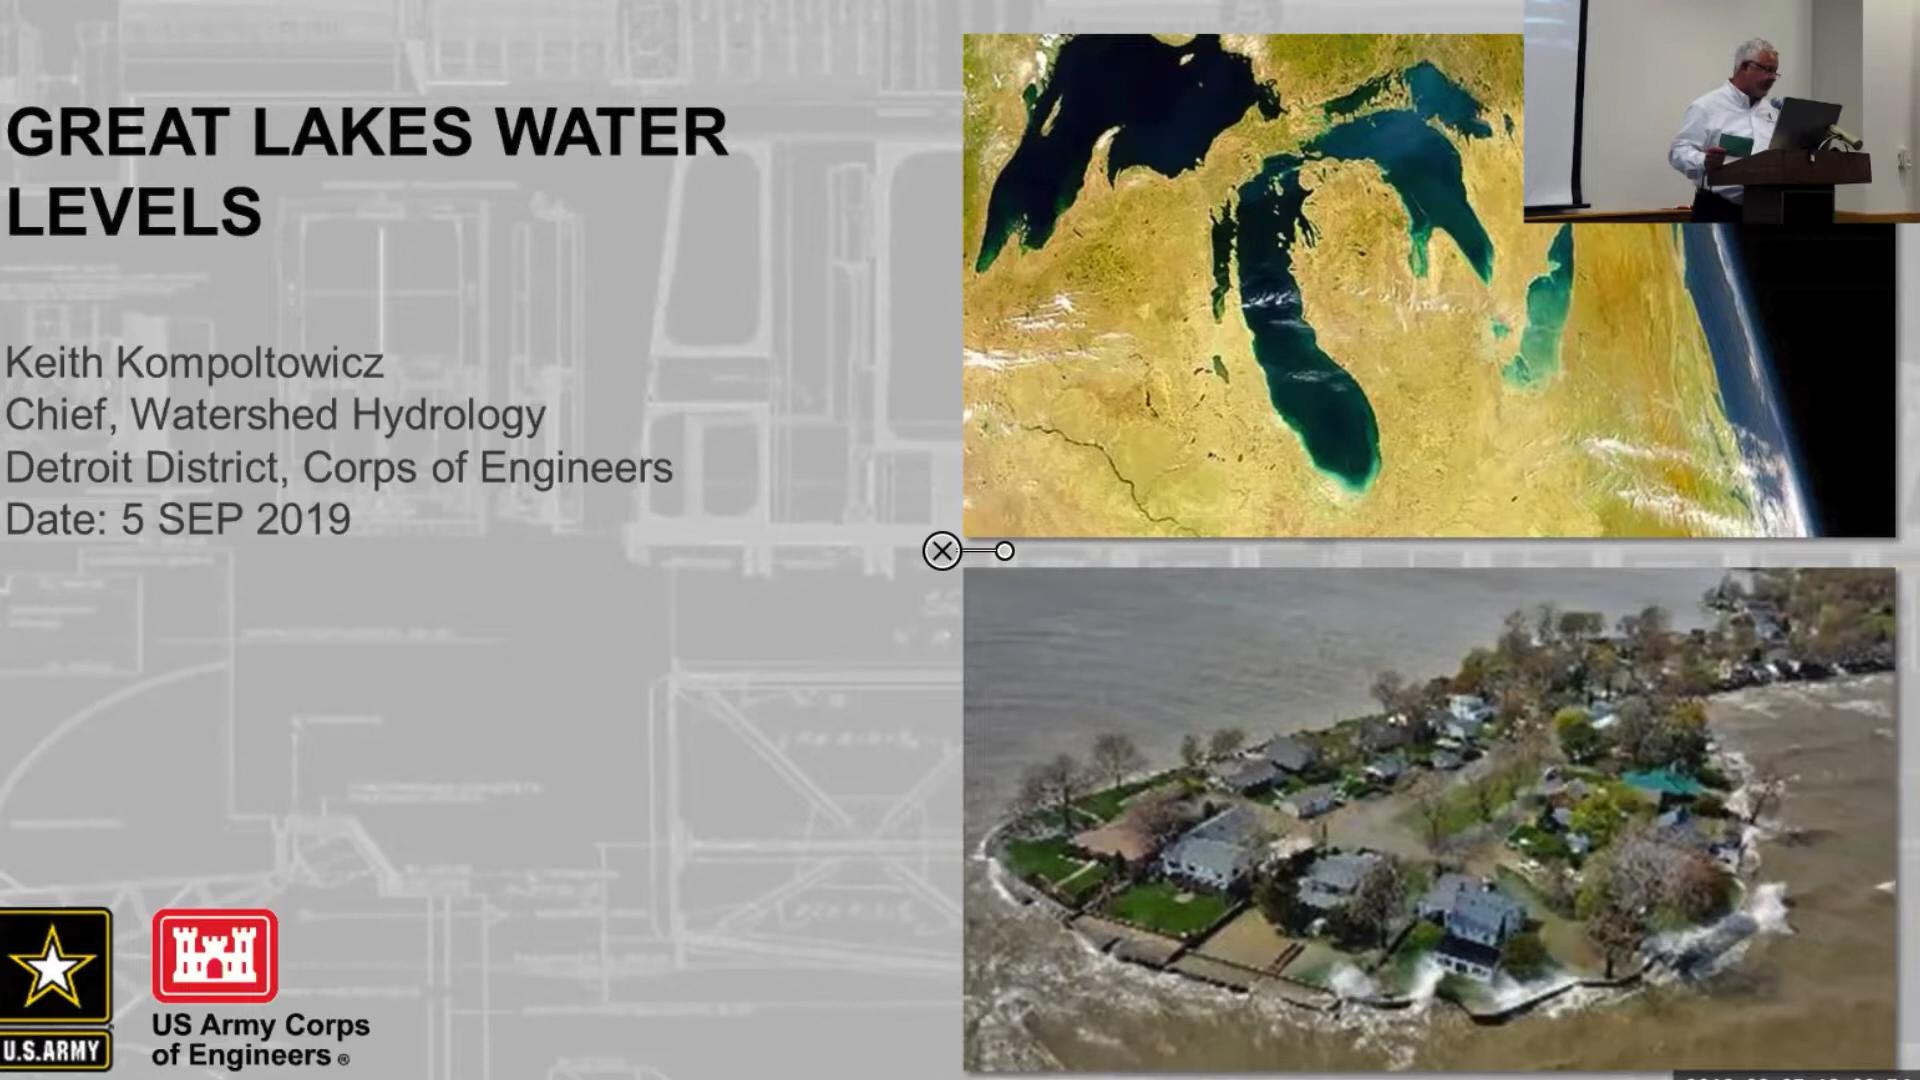 GREAT LAKES WATER
LEVELS
Keith Kompoltowicz
Chief, Watershed Hydrology
Detroit District, Corps of Engineers
Date: 5 SEP 2019
U.S.ARMY
US Army Corps
of Engineers ®